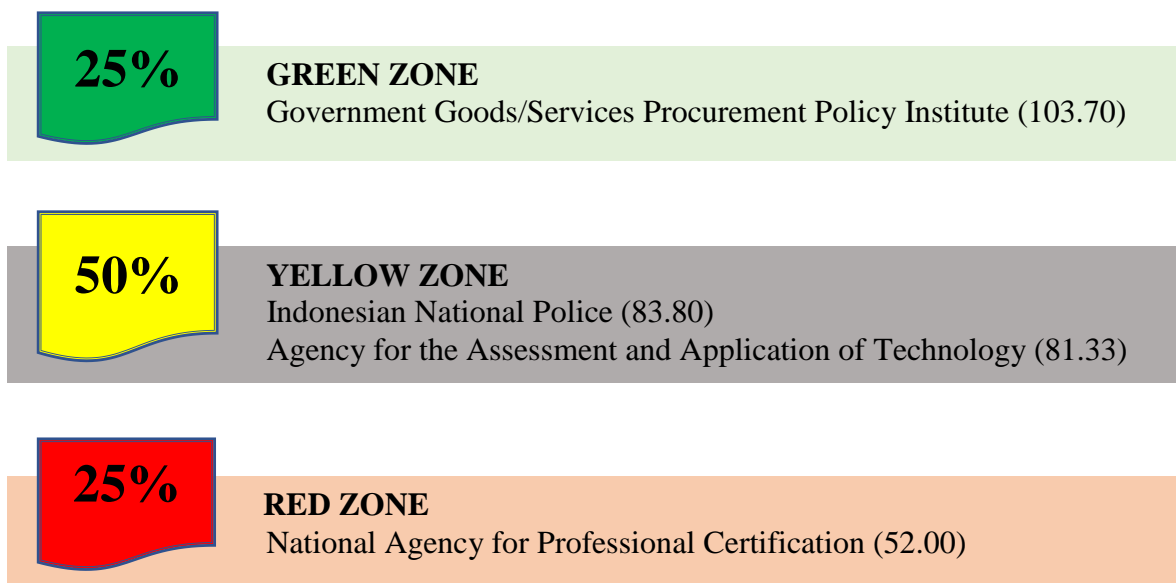 25%
GREEN ZONE
Government Goods/Services Procurement Policy Institute (103.70)
50%
YELLOW ZONE
Indonesian National Police (83.80)
Agency for the Assessment and Application of Technology (81.33)
25%
RED ZONE
National Agency for Professional Certification (52.00)